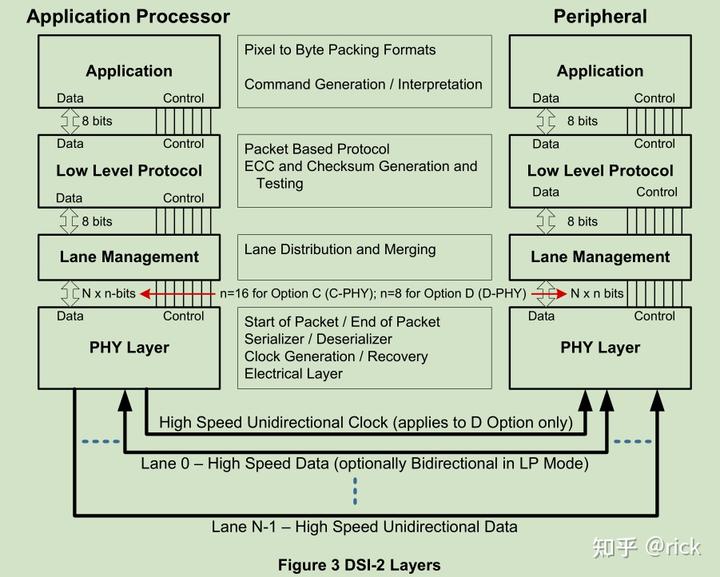 Application Processor
Peripheral
Application
Data
Control
8 bits
Data
Control
Low Level Protocol
Data
Control
8 bits
Lane Management
N x n-bits
Data
Control
PHY Layer
Pixel to Byte Packing Formats
Command Generation / Interpretation
Packet Based Protocol
ECC and Checksum Generation and
Testing
Lane Distribution and Merging
n=16 for Option C (C-PHY); n=8 for Option D (D-PHY)
Start of Packet / End of Packet
Serializer / Deserializer
Clock Generation / Recovery
Electrical Layer
Application
Data
Control
8 bits
Data
Control
Low Level Protocol
Data
Control
8 bits
Lane Management
N x n bits
Data
Control
PHY Layer
High Speed Unidirectional Clock (applies to D Option only)
Lane 0 – High Speed Data (optionally Bidirectional in LP Mode)
Lane N-1 – High Speed Unidirectional Data
Figure 3 DSI-2 Layers
知乎 @rick